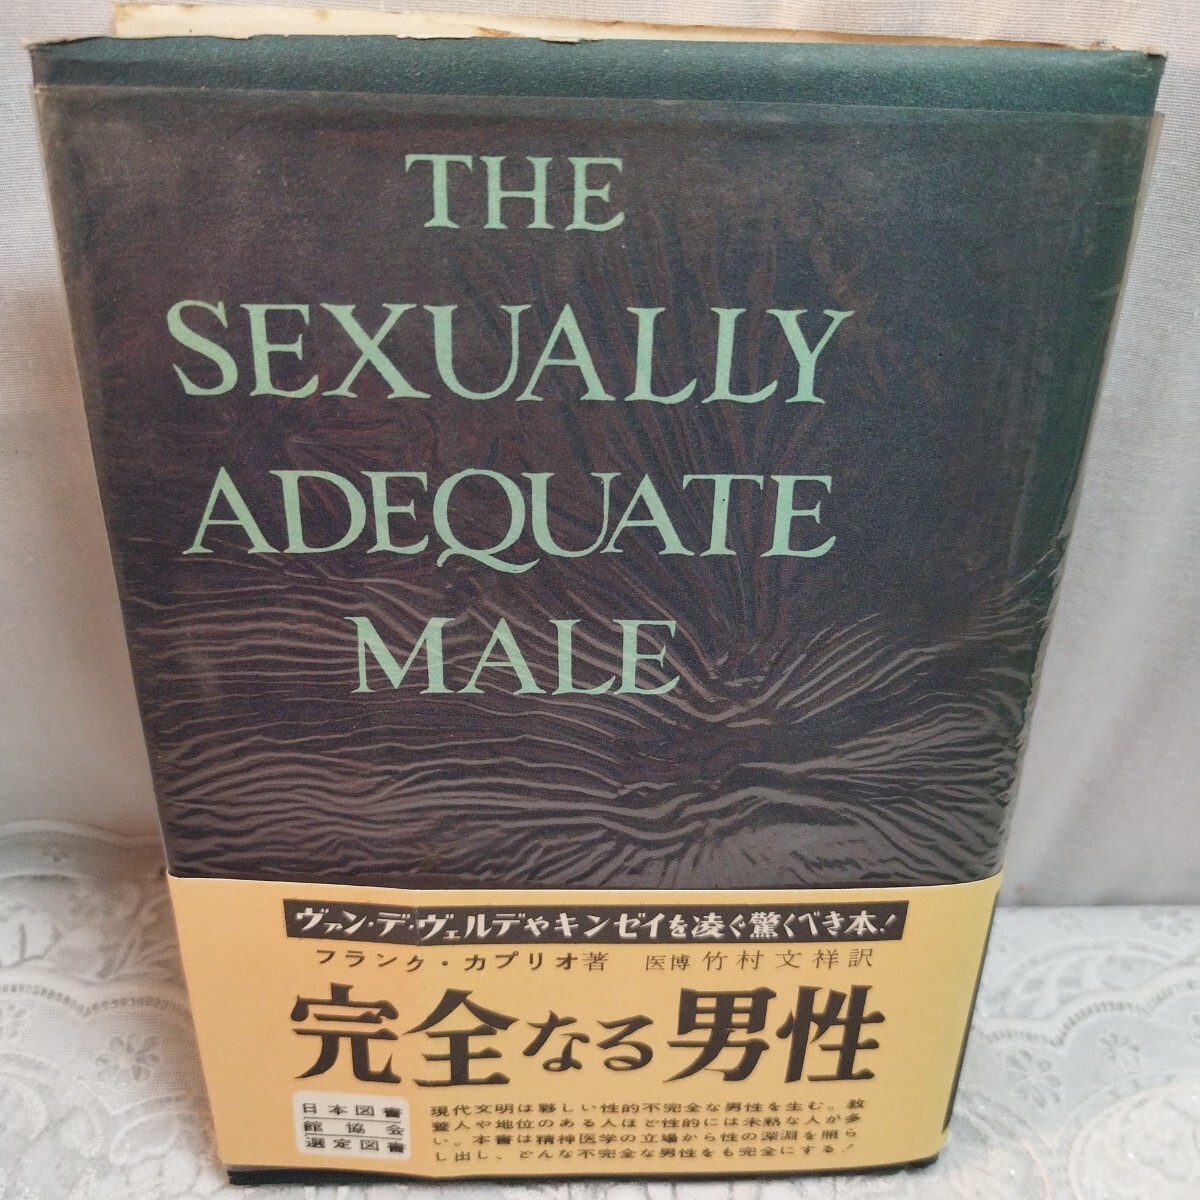 THE
SEXUALLY
ADEQUATE
MALE
ヴァン・デ・ヴェルデやキンゼイを凌ぐ驚くべき本!
フランク・カプリオ著 医博 竹村文祥訳
完全なる男性
日本図書
館協会
選定図書
現代文明は夥しい性的不完全な男性を生む。教
養人や地位のある人ほど性的には未熟な人が多
い。本書は精神医学の立場から性の深淵を照ら
し出し、どんな不完全な男性をも完全にする!